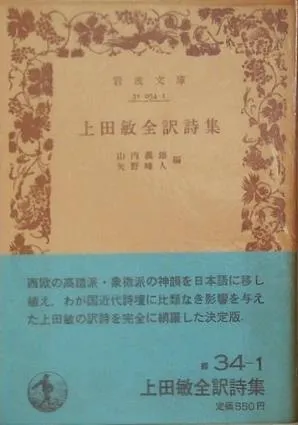 岩波文庫
31-034-1
上田敏全訳詩集
山内義雄
矢野峰人
編
西欧の高踏派・象徴派の神韻を日本語に移し
植え，わが国近代詩壇に比類なき影響を与え
た上田敏の訳詩を完全に網羅した決定版．
緑 34-1
上田敏全訳詩集
定価550円